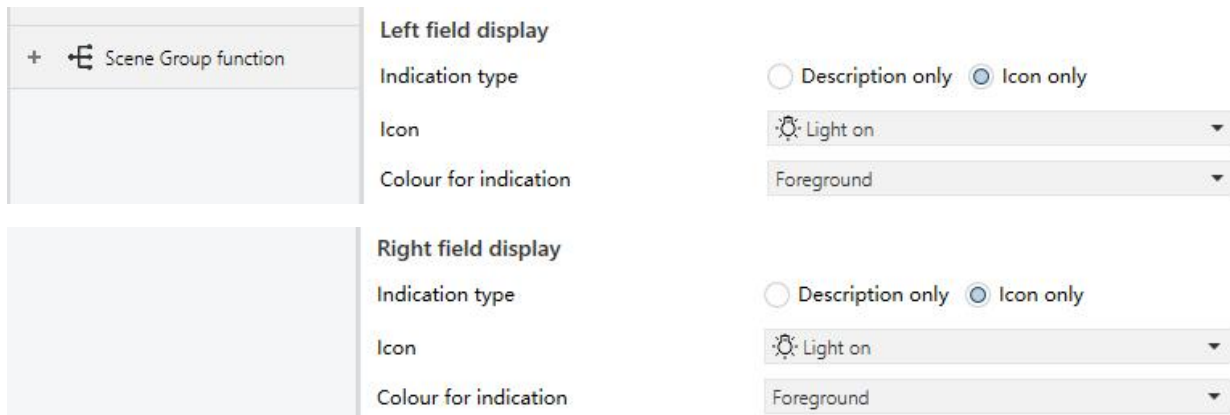 Left field display
+ Scene Group function
Indication type Description only Icon only
Icon Light on
Colour for indication Foreground
Right field display
Indication type Description only Icon only
Icon Light on
Colour for indication Foreground